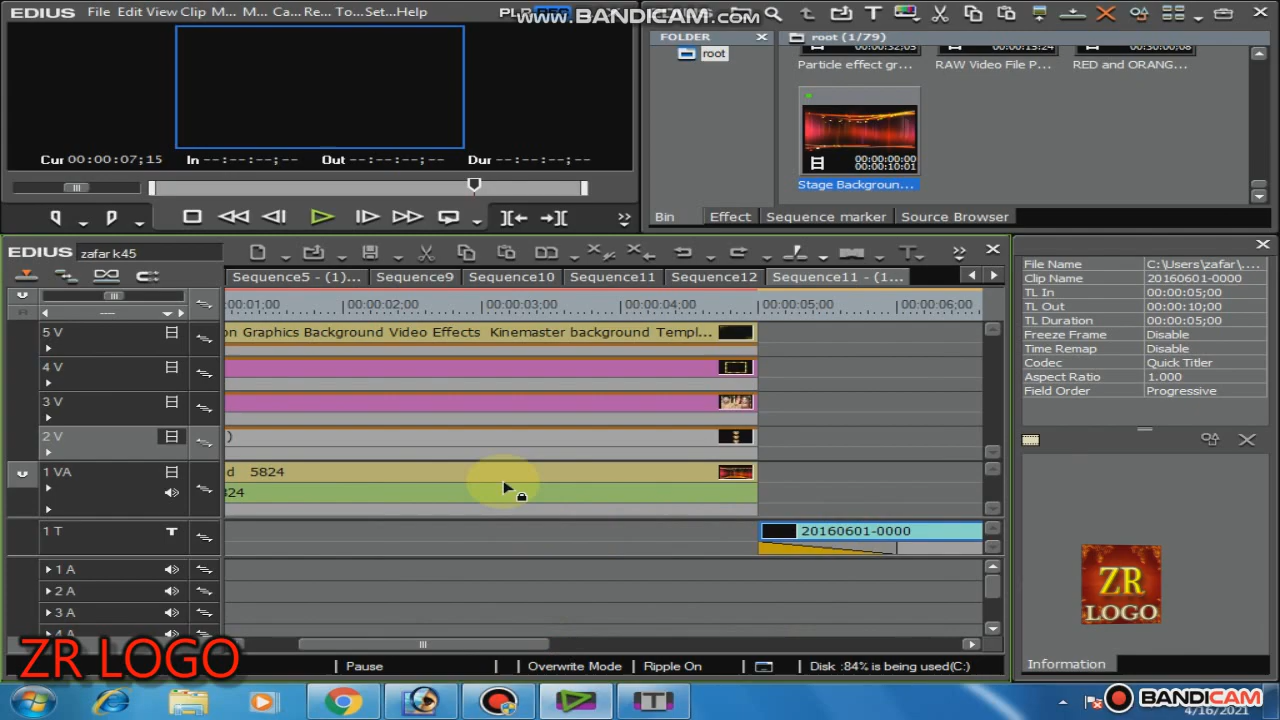 EDIUS File Edit View Clip M... M... Ca... Re... To...Set...Help PLR REC
www.BANDICAM.com
Cur 00:00:07;15 In --:--:--;-- Out --:--:--;-- Dur --:--:--;--
FOLDER root (1/79)
root
00:00:32;05 00:00:15:24 00:30:00;08
Particle effect gr... RAW Video File P... RED and ORANG...
00:00:00:00
00:00:10:01
Stage Backgroun...
Bin Effect Sequence marker Source Browser
EDIUS zafar k45
Sequence5 - (1)... Sequence9 Sequence10 Sequence11 Sequence12 Sequence11 - (1...
00:00:01;00 00:00:02;00 00:00:03;00 00:00:04;00 00:00:05;00 00:00:06;00
5 V on Graphics Background Video Effects Kinemaster background Templ...
4 V
3 V
2 V )
1 VA d 5824
824
1 T T 20160601-0000
1 A
2 A
3 A
4 A
File Name C:\Users\zafar\....
Clip Name 20160601-0000
TL In 00:00:05;00
TL Out 00:00:10;00
TL Duration 00:00:05;00
Freeze Frame Disable
Time Remap Disable
Codec Quick Titler
Aspect Ratio 1.000
Field Order Progressive
ZR
LOGO
Information
ZR LOGO
Pause Overwrite Mode Ripple On Disk :84% is being used(C:)
BANDICAM
4/16/2021